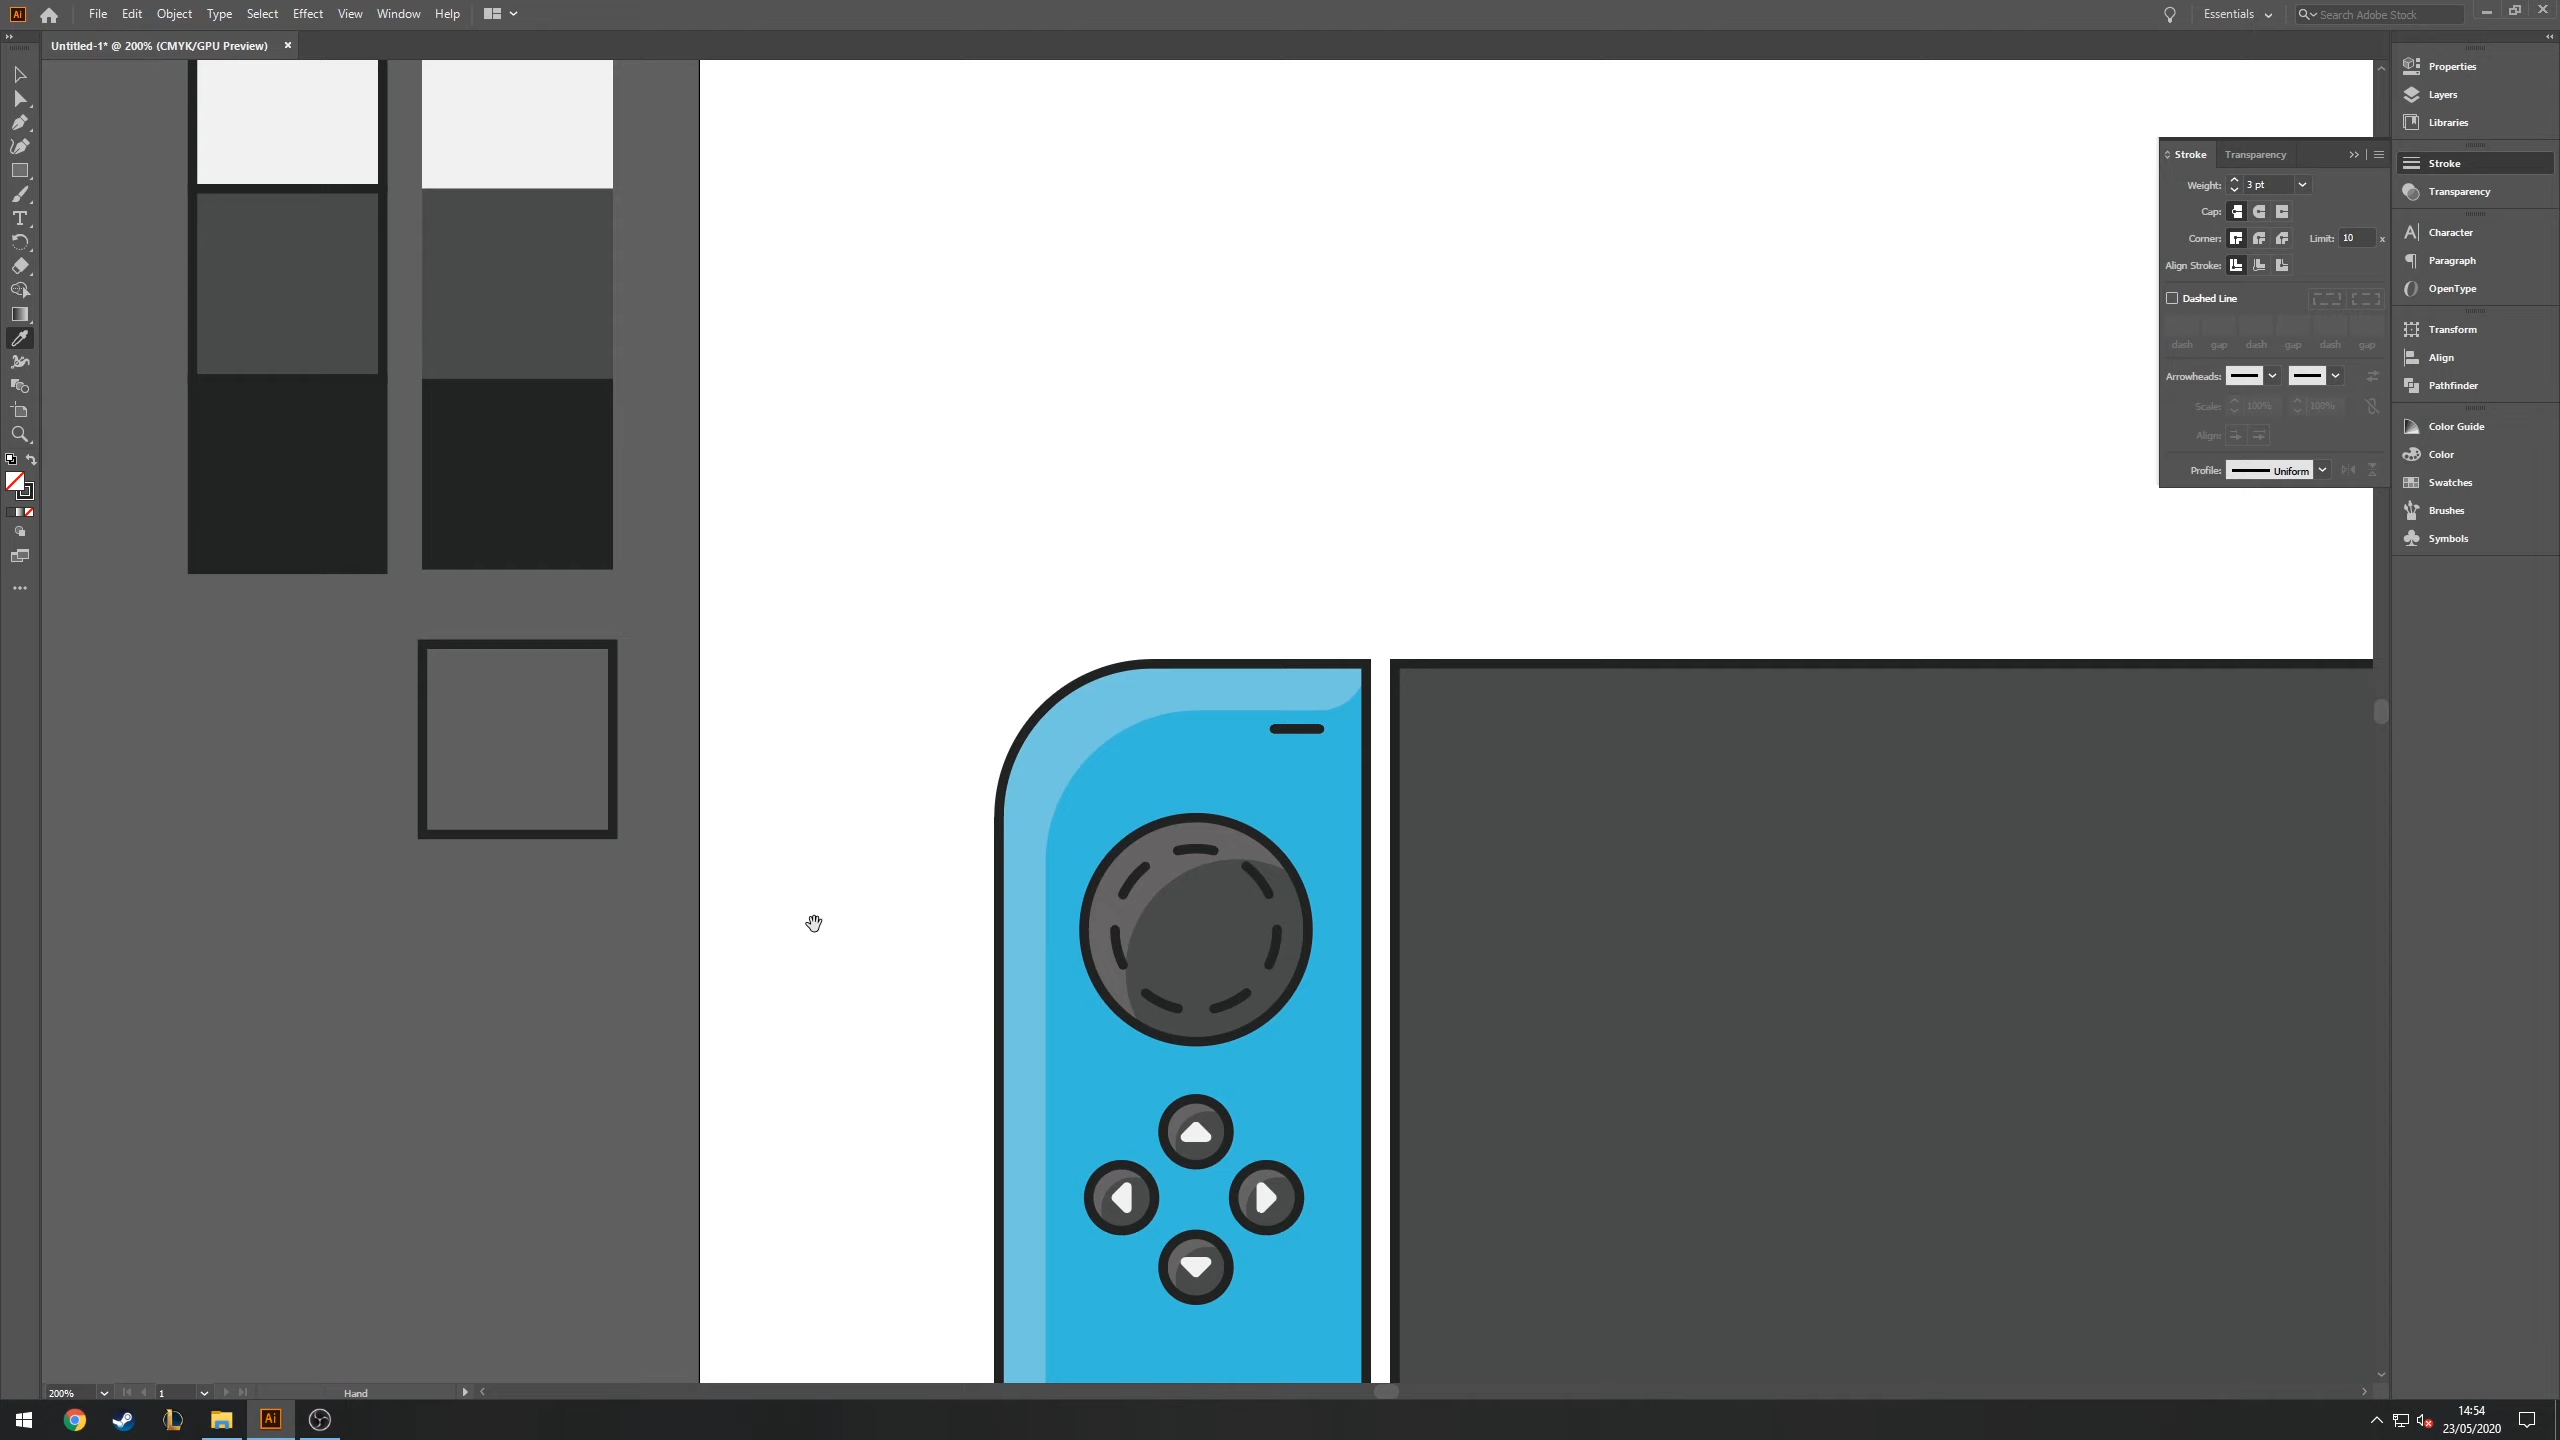 Ai File Edit Object Type Select Effect View Window Help Essentials Search Adobe Stock
Untitled-1* @ 200% (CMYK/GPU Preview)
Properties
Layers
Libraries
Stroke
Transparency
Character
Paragraph
OpenType
Transform
Align
Pathfinder
Color Guide
Color
Swatches
Brushes
Symbols
Stroke Transparency
Weight: 3 pt
Cap:
Corner: Limit: 10 x
Align Stroke:
Dashed Line
dash gap dash gap dash gap
Arrowheads:
Scale: 100% 100%
Align:
Profile: Uniform
200% 1 Hand
Ai
14:54
23/05/2020